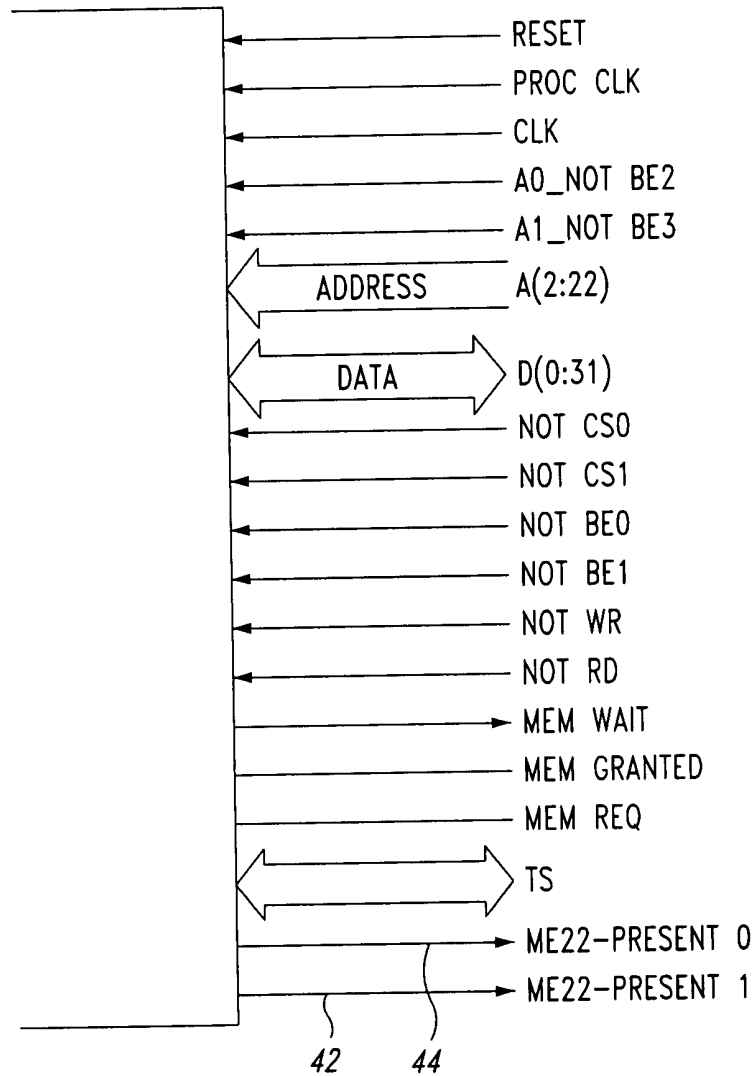 RESET
PROC CLK
CLK
A0_NOT BE2
A1_NOT BE3
ADDRESS A(2:22)
DATA D(0:31)
NOT CS0
NOT CS1
NOT BE0
NOT BE1
NOT WR
NOT RD
MEM WAIT
MEM GRANTED
MEM REQ
TS
ME22-PRESENT 0
ME22-PRESENT 1
42 44